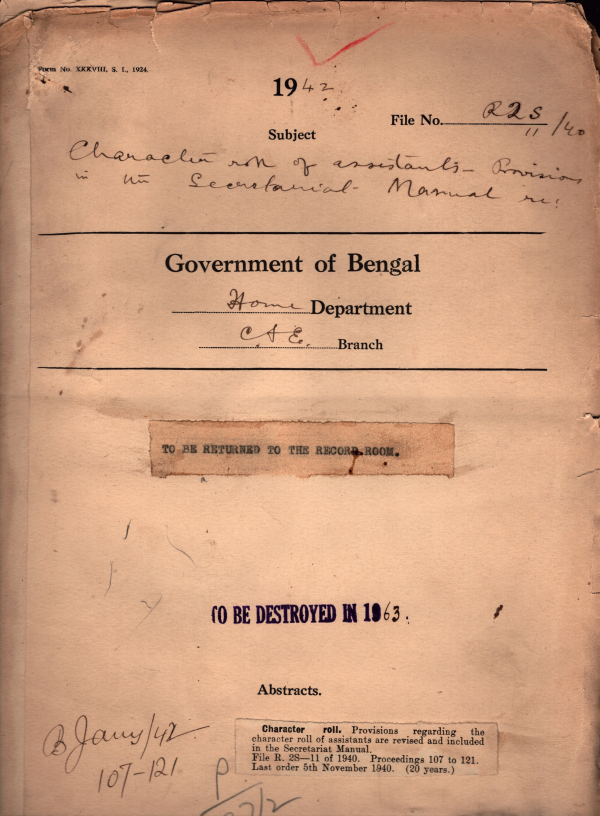 Form No. XXXVIII, S. I., 1924.
1942
File No. R2S
11/40
Subject
Character roll of assistants - Provisions
in the Secretariat Manual re:
Government of Bengal
Home Department
C & E. Branch
TO BE RETURNED TO THE RECORD ROOM.
TO BE DESTROYED IN 1963.
Abstracts.
B Jany/42
107-121
P
Character roll. Provisions regarding the
character roll of assistants are revised and included
in the Secretariat Manual.
File R. 2S—11 of 1940. Proceedings 107 to 121.
Last order 5th November 1940. (20 years.)